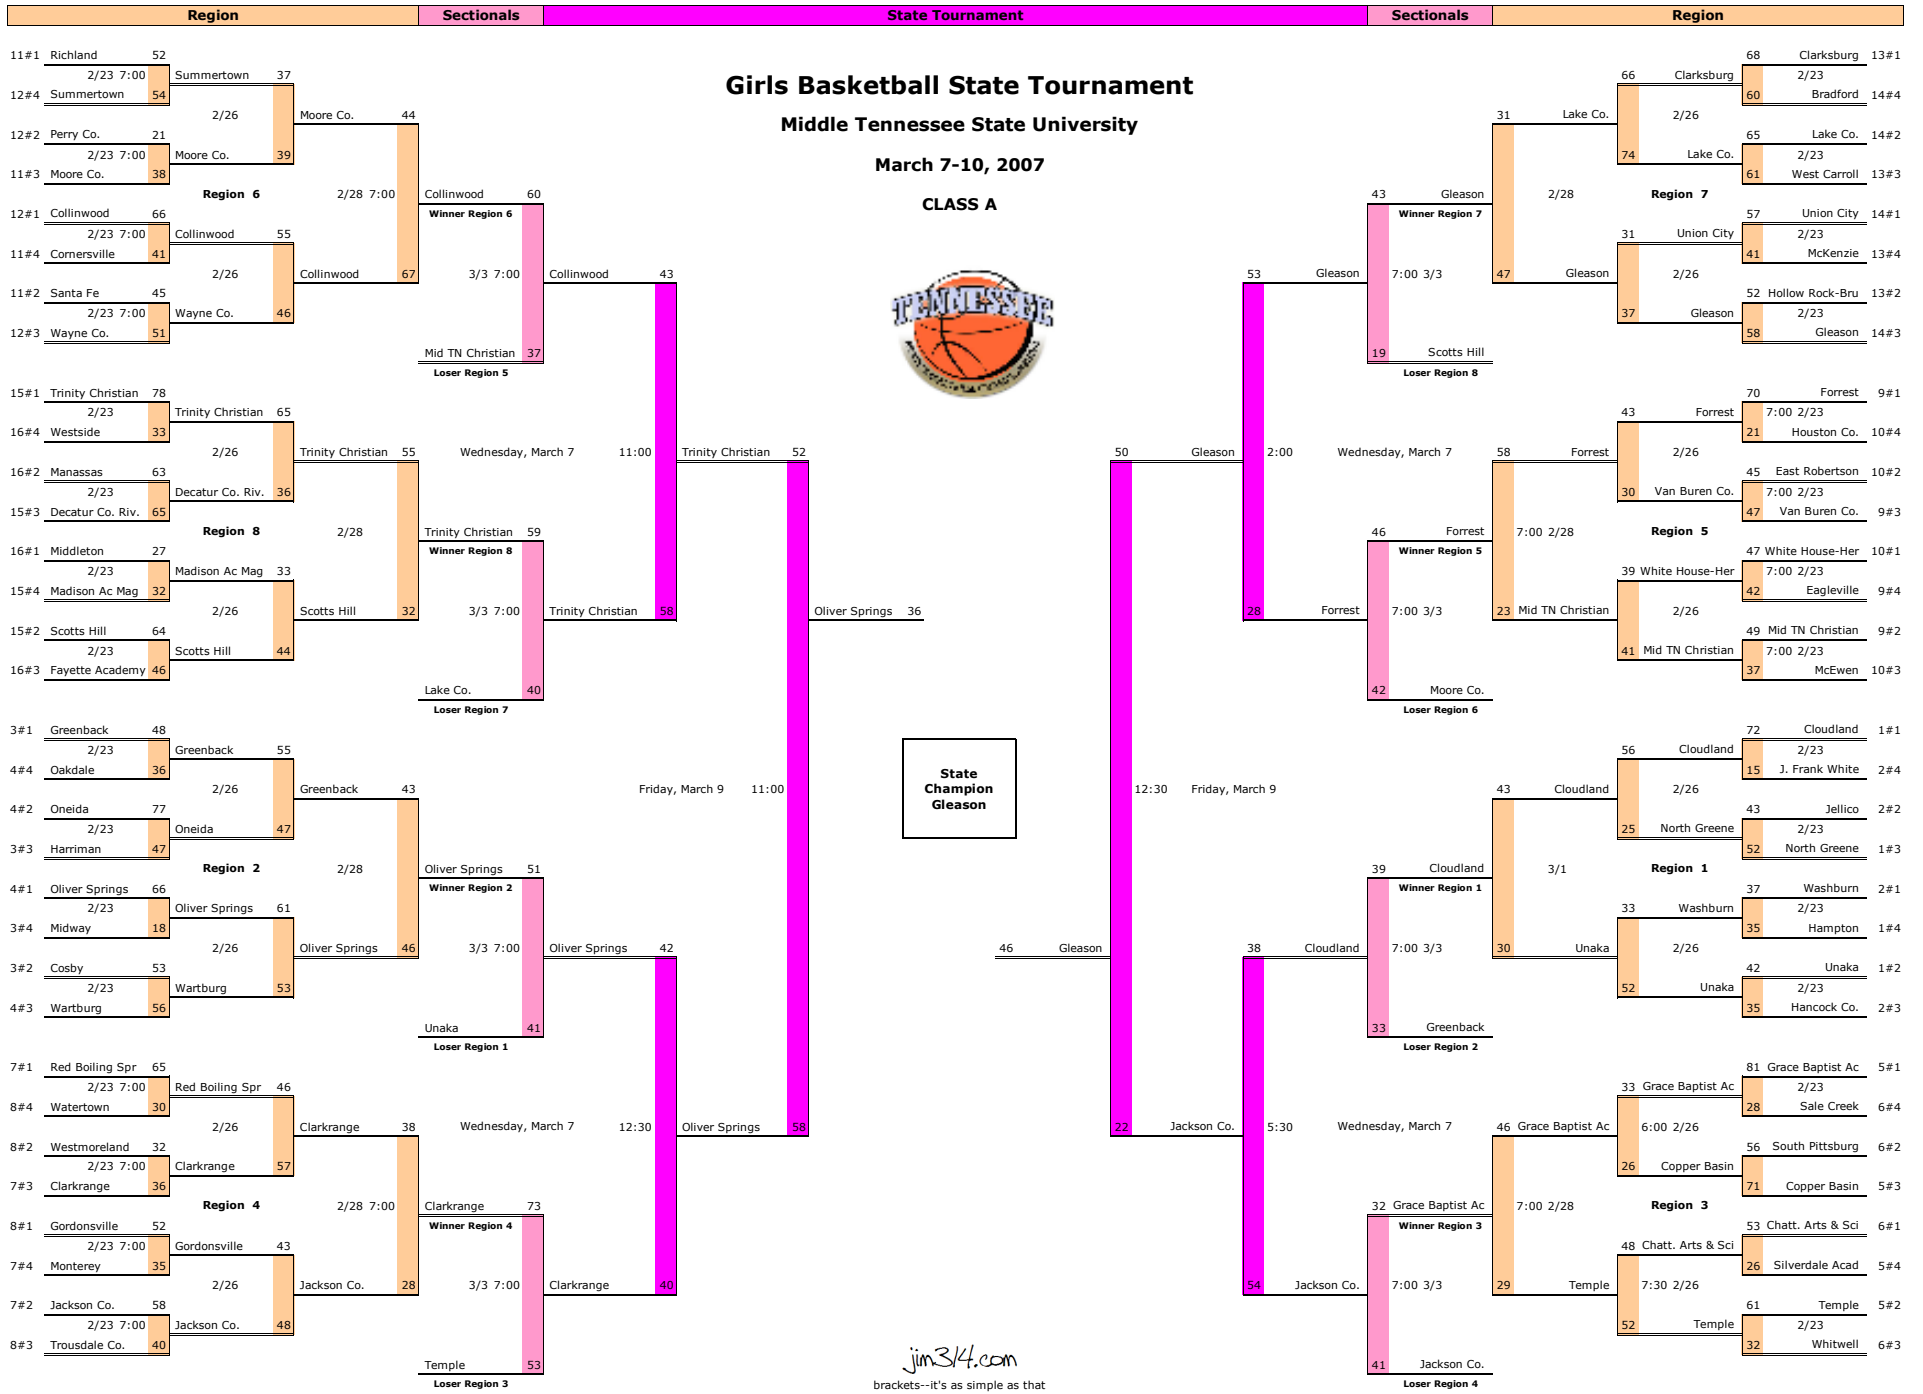 Region Sectionals State Tournament Sectionals Region
Girls Basketball State Tournament
Middle Tennessee State University
March 7-10, 2007
CLASS A
TENNESSEE
11#1 Richland 52
2/23 7:00 Summertown 37
12#4 Summertown 54
2/26 Moore Co. 44
12#2 Perry Co. 21
2/23 7:00 Moore Co. 39
11#3 Moore Co. 38
Region 6 2/28 7:00 Collinwood 60
Winner Region 6
12#1 Collinwood 66
2/23 7:00 Collinwood 55
11#4 Cornersville 41
2/26 Collinwood 67 3/3 7:00 Collinwood 43
11#2 Santa Fe 45
2/23 7:00 Wayne Co. 46
12#3 Wayne Co. 51
Mid TN Christian 37
Loser Region 5
15#1 Trinity Christian 78
2/23 Trinity Christian 65
16#4 Westside 33
2/26 Trinity Christian 55 Wednesday, March 7 11:00 Trinity Christian 52
16#2 Manassas 63
2/23 Decatur Co. Riv. 36
15#3 Decatur Co. Riv. 65
Region 8 2/28 Trinity Christian 59
Winner Region 8
16#1 Middleton 27
2/23 Madison Ac Mag 33
15#4 Madison Ac Mag 32
2/26 Scotts Hill 32 3/3 7:00 Trinity Christian 58 Oliver Springs 36
15#2 Scotts Hill 64
2/23 Scotts Hill 44
16#3 Fayette Academy 46
Lake Co. 40
Loser Region 7
3#1 Greenback 48
2/23 Greenback 55
4#4 Oakdale 36
2/26 Greenback 43 Friday, March 9 11:00
4#2 Oneida 77
2/23 Oneida 47
3#3 Harriman 47
Region 2 2/28 Oliver Springs 51
Winner Region 2
4#1 Oliver Springs 66
2/23 Oliver Springs 61
3#4 Midway 18
2/26 Oliver Springs 46 3/3 7:00 Oliver Springs 42
3#2 Cosby 53
2/23 Wartburg 53
4#3 Wartburg 56
Unaka 41
Loser Region 1
7#1 Red Boiling Spr 65
2/23 7:00 Red Boiling Spr 46
8#4 Watertown 30
2/26 Clarkrange 38 Wednesday, March 7 12:30 Oliver Springs 58
8#2 Westmoreland 32
2/23 7:00 Clarkrange 57
7#3 Clarkrange 36
Region 4 2/28 7:00 Clarkrange 73
Winner Region 4
8#1 Gordonsville 52
2/23 7:00 Gordonsville 43
7#4 Monterey 35
2/26 Jackson Co. 28 3/3 7:00 Clarkrange 40
7#2 Jackson Co. 58
2/23 7:00 Jackson Co. 48
8#3 Trousdale Co. 40
Temple 53
Loser Region 3
State
Champion
Gleason
68 Clarksburg 13#1
66 Clarksburg 2/23
60 Bradford 14#4
31 Lake Co. 2/26
65 Lake Co. 14#2
74 Lake Co. 2/23
61 West Carroll 13#3
43 Gleason 2/28 Region 7
Winner Region 7
57 Union City 14#1
31 Union City 2/23
41 McKenzie 13#4
53 Gleason 7:00 3/3 47 Gleason 2/26
52 Hollow Rock-Bru 13#2
37 Gleason 2/23
58 Gleason 14#3
19 Scotts Hill
Loser Region 8
70 Forrest 9#1
43 Forrest 7:00 2/23
21 Houston Co. 10#4
50 Gleason 2:00 Wednesday, March 7 58 Forrest 2/26
45 East Robertson 10#2
30 Van Buren Co. 7:00 2/23
47 Van Buren Co. 9#3
46 Forrest 7:00 2/28 Region 5
Winner Region 5
47 White House-Her 10#1
39 White House-Her 7:00 2/23
42 Eagleville 9#4
28 Forrest 7:00 3/3 23 Mid TN Christian 2/26
49 Mid TN Christian 9#2
41 Mid TN Christian 7:00 2/23
37 McEwen 10#3
42 Moore Co.
Loser Region 6
72 Cloudland 1#1
56 Cloudland 2/23
15 J. Frank White 2#4
12:30 Friday, March 9 43 Cloudland 2/26
43 Jellico 2#2
25 North Greene 2/23
52 North Greene 1#3
39 Cloudland 3/1 Region 1
Winner Region 1
37 Washburn 2#1
33 Washburn 2/23
35 Hampton 1#4
46 Gleason 38 Cloudland 7:00 3/3 30 Unaka 2/26
42 Unaka 1#2
52 Unaka 2/23
35 Hancock Co. 2#3
33 Greenback
Loser Region 2
81 Grace Baptist Ac 5#1
33 Grace Baptist Ac 2/23
28 Sale Creek 6#4
22 Jackson Co. 5:30 Wednesday, March 7 46 Grace Baptist Ac 6:00 2/26
56 South Pittsburg 6#2
26 Copper Basin
71 Copper Basin 5#3
32 Grace Baptist Ac 7:00 2/28 Region 3
Winner Region 3
53 Chatt. Arts & Sci 6#1
48 Chatt. Arts & Sci
26 Silverdale Acad 5#4
54 Jackson Co. 7:00 3/3 29 Temple 7:30 2/26
61 Temple 5#2
52 Temple 2/23
32 Whitwell 6#3
41 Jackson Co.
Loser Region 4
jim314.com
brackets--it's as simple as that